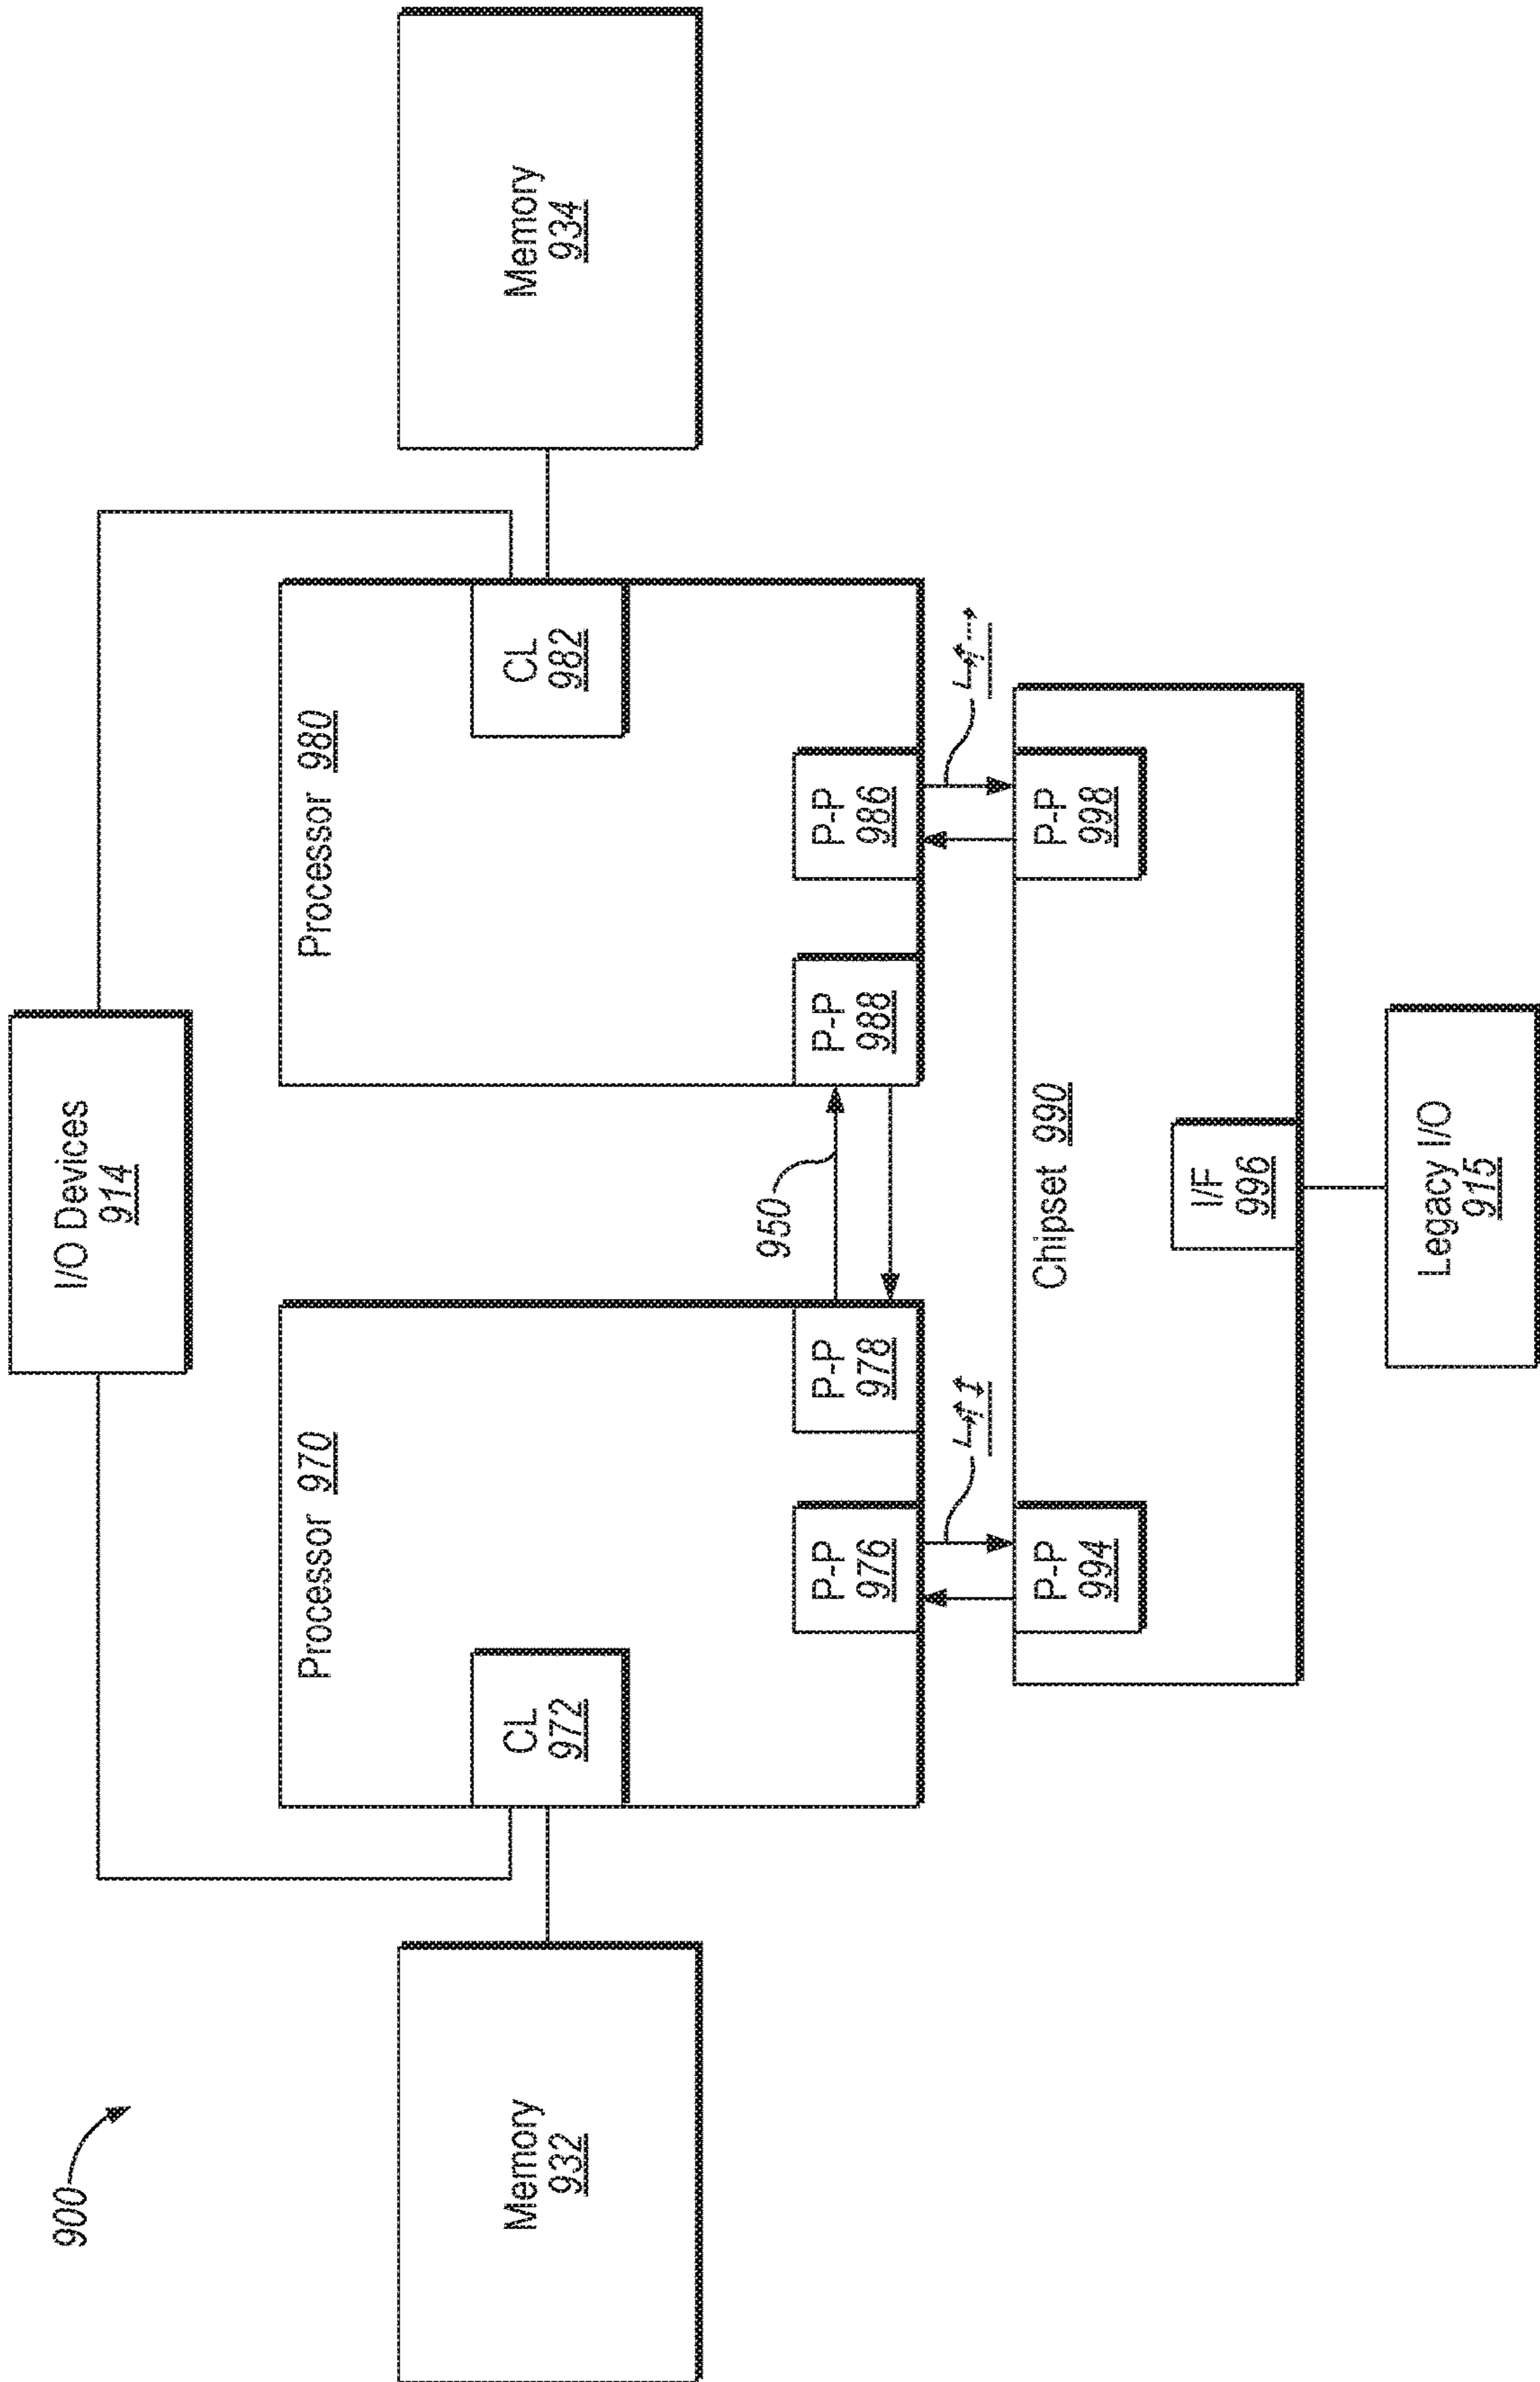 900
I/O Devices
914
Processor 970
Processor 980
Memory
932
CL
972
CL
982
Memory
934
950
P-P
976
P-P
978
P-P
988
P-P
986
Chipset 990
P-P
994
P-P
998
I/F
996
Legacy I/O
915